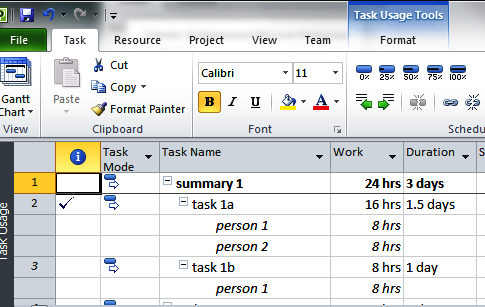 Task Usage Tools
File Task Resource Project View Team Format
Gantt Chart
Paste
Cut
Copy
Format Painter
Calibri 11
B I U A
0% 25% 50% 75% 100%
View Clipboard Font Schedu
Task Mode Task Name Work Duration S
1 summary 1 24 hrs 3 days
2 task 1a 16 hrs 1.5 days
person 1 8 hrs
person 2 8 hrs
3 task 1b 8 hrs 1 day
person 1 8 hrs
Task Usage